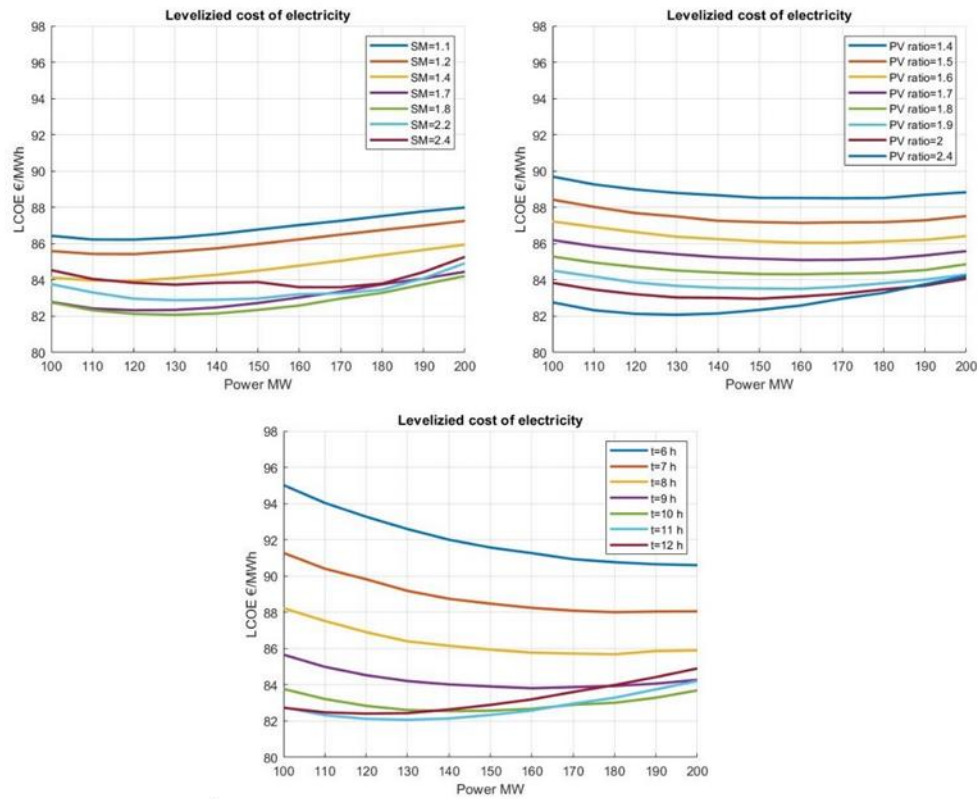 Levelizied cost of electricity
98
96
94
92
90
88
86
84
82
80
LCOE €/MWh
SM=1.1
SM=1.2
SM=1.4
SM=1.7
SM=1.8
SM=2.2
SM=2.4
100 110 120 130 140 150 160 170 180 190 200
Power MW
Levelizied cost of electricity
98
96
94
92
90
88
86
84
82
80
LCOE €/MWh
PV ratio=1.4
PV ratio=1.5
PV ratio=1.6
PV ratio=1.7
PV ratio=1.8
PV ratio=1.9
PV ratio=2
PV ratio=2.4
100 110 120 130 140 150 160 170 180 190 200
Power MW
Levelizied cost of electricity
98
96
94
92
90
88
86
84
82
80
LCOE €/MWh
t=6 h
t=7 h
t=8 h
t=9 h
t=10 h
t=11 h
t=12 h
100 110 120 130 140 150 160 170 180 190 200
Power MW